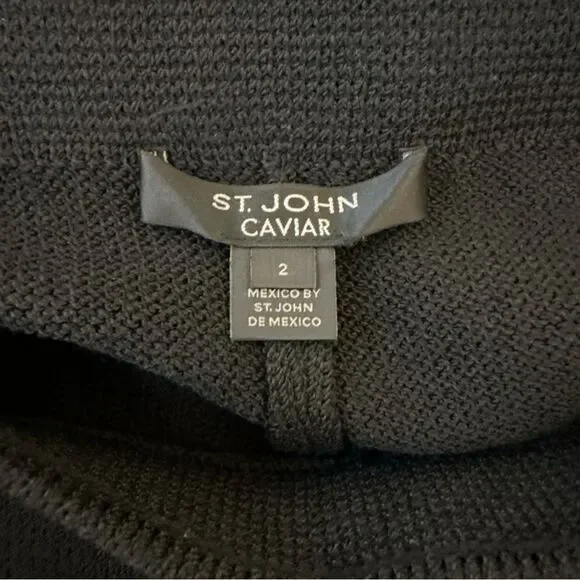 ST. JOHN
CAVIAR
2
MEXICO BY
ST. JOHN
DE MEXICO